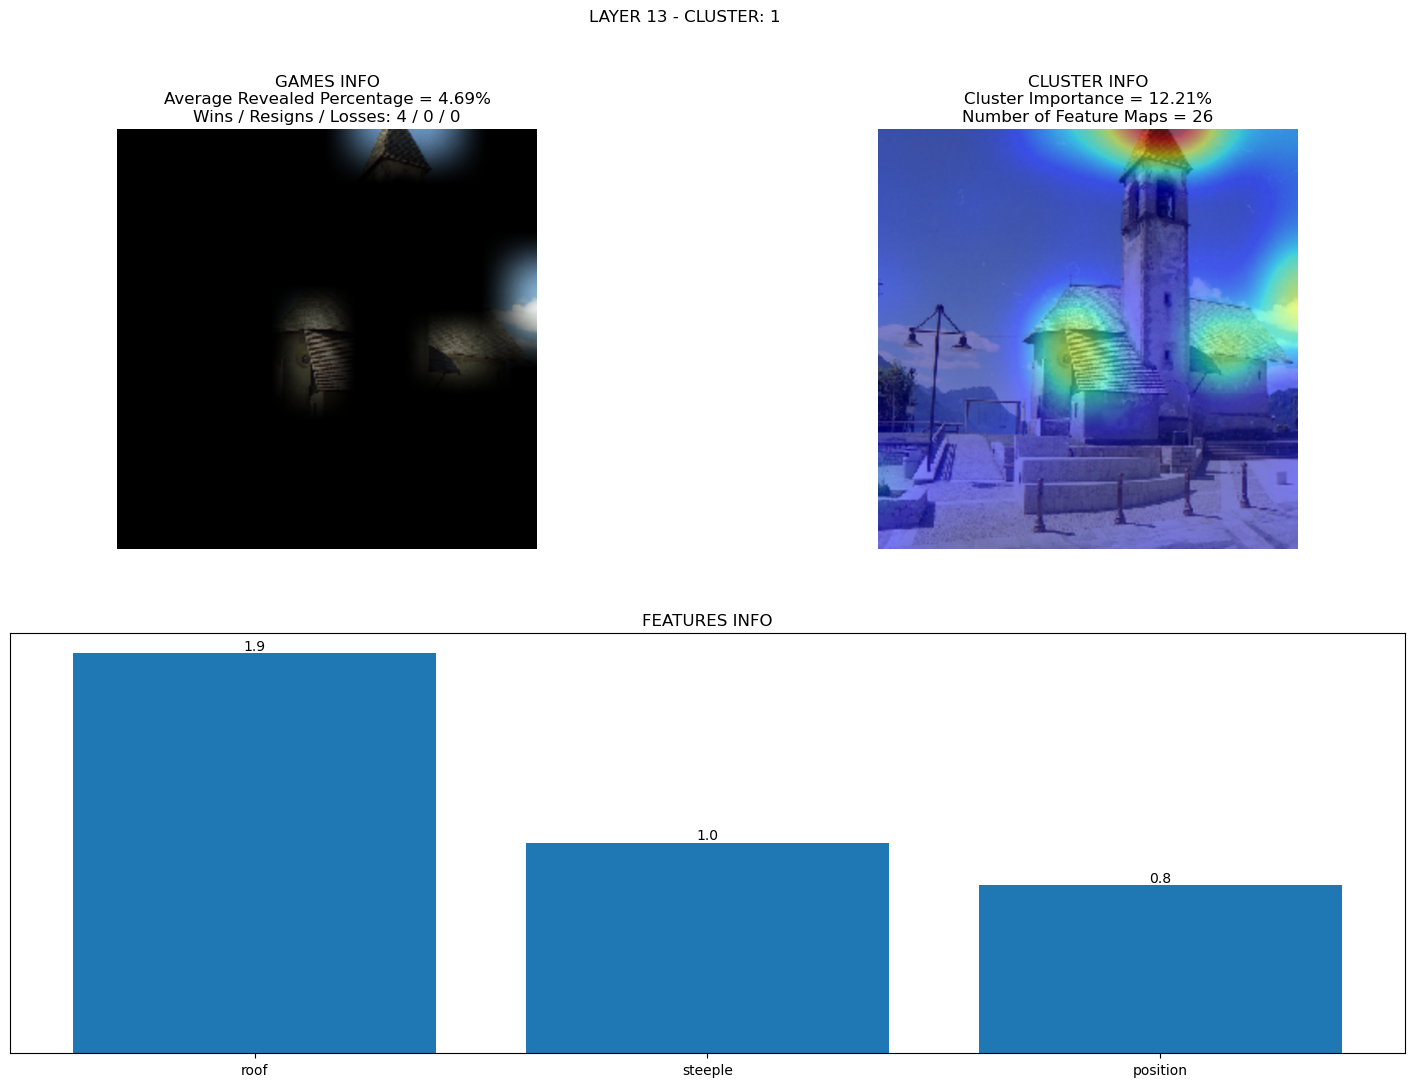 LAYER 13 - CLUSTER: 1
GAMES INFO
Average Revealed Percentage = 4.69%
Wins / Resigns / Losses: 4 / 0 / 0
CLUSTER INFO
Cluster Importance = 12.21%
Number of Feature Maps = 26
FEATURES INFO
1.9
1.0
0.8
roof
steeple
position